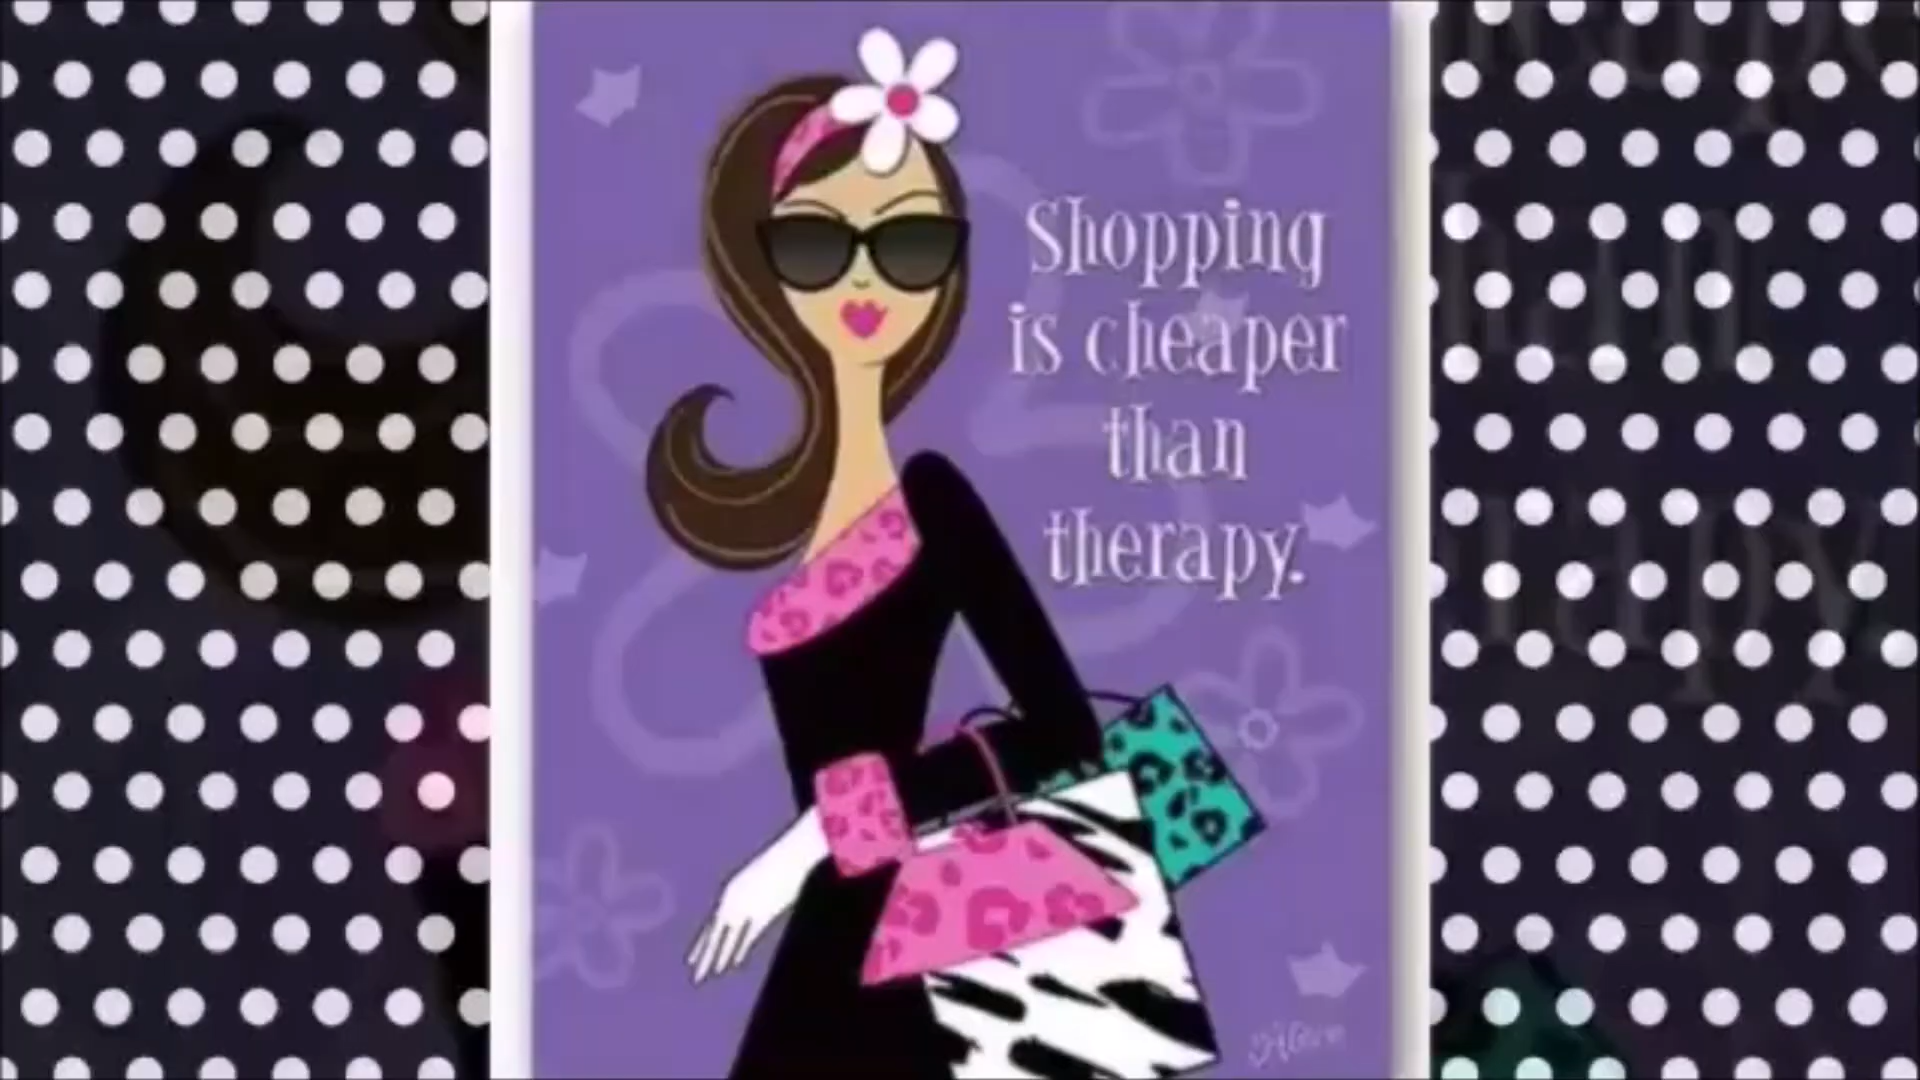 Shopping
is cheaper
than
therapy.